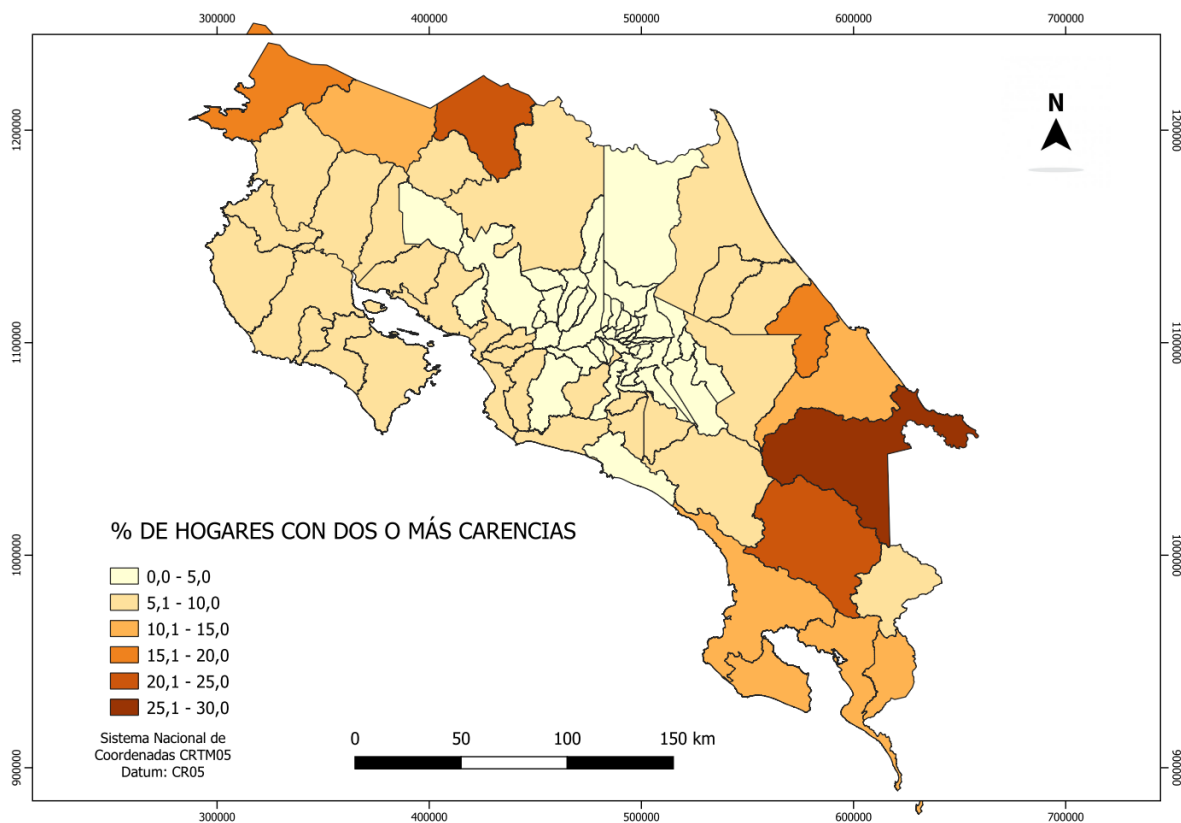 300000 400000 500000 600000 700000
N
1200000 1200000
1100000 1100000
% DE HOGARES CON DOS O MÁS CARENCIAS
1000000 1000000
0,0 - 5,0
5,1 - 10,0
10,1 - 15,0
15,1 - 20,0
20,1 - 25,0
25,1 - 30,0
Sistema Nacional de
Coordenadas CRTM05
Datum: CR05
0 50 100 150 km
900000 900000
300000 400000 500000 600000 700000